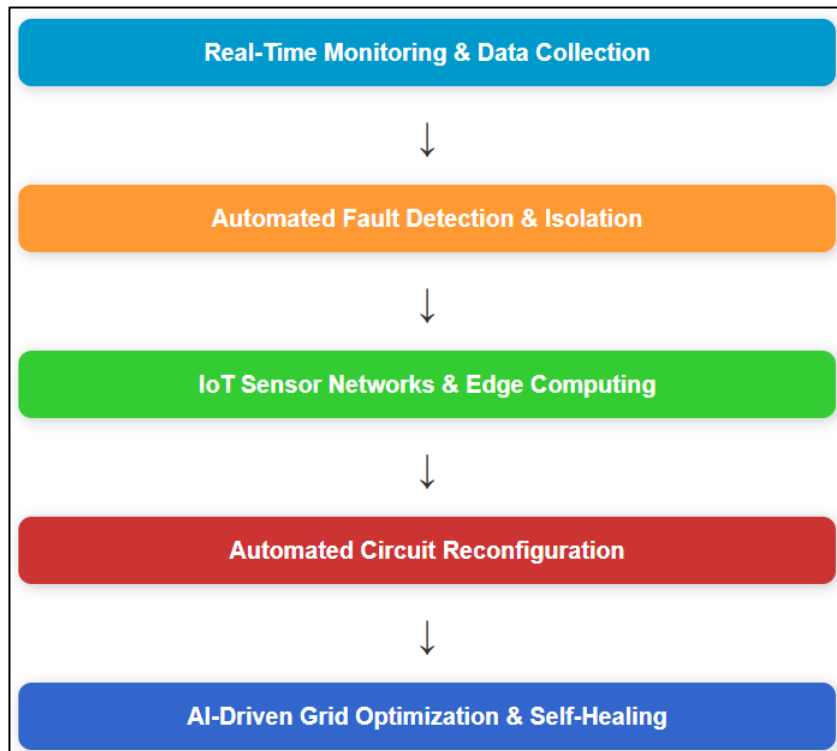 Real-Time Monitoring & Data Collection
↓
Automated Fault Detection & Isolation
↓
IoT Sensor Networks & Edge Computing
↓
Automated Circuit Reconfiguration
↓
AI-Driven Grid Optimization & Self-Healing